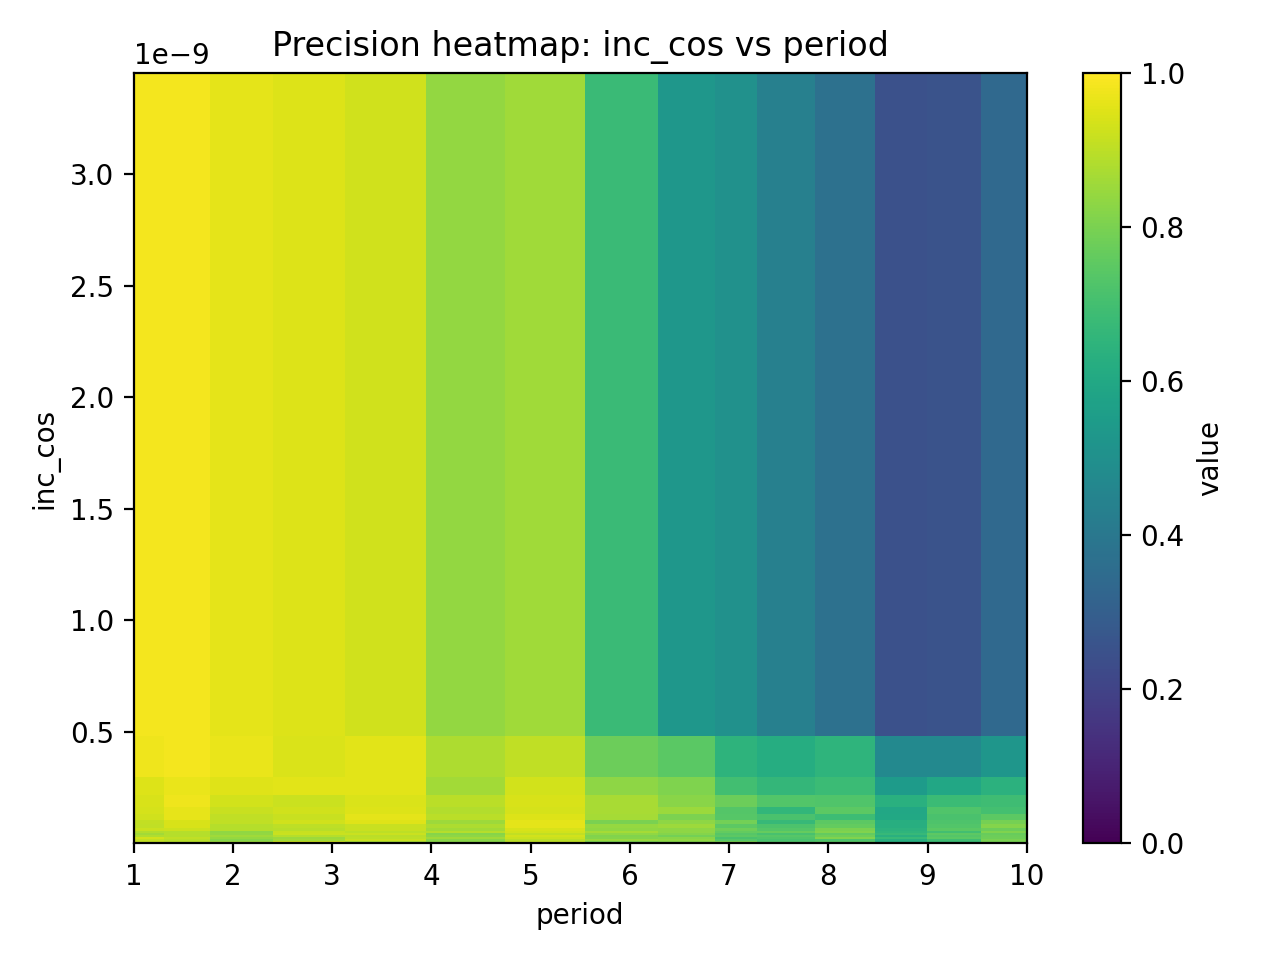 Precision heatmap: inc_cos vs period
1e−9
3.0
2.5
2.0
1.5
1.0
0.5
inc_cos
1 2 3 4 5 6 7 8 9 10
period
1.0
0.8
0.6
0.4
0.2
0.0
value